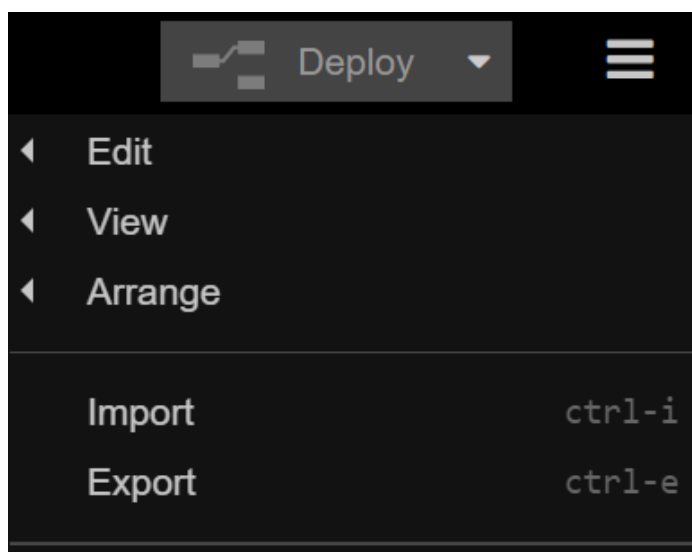 Deploy
Edit
View
Arrange
Import ctrl-i
Export ctrl-e